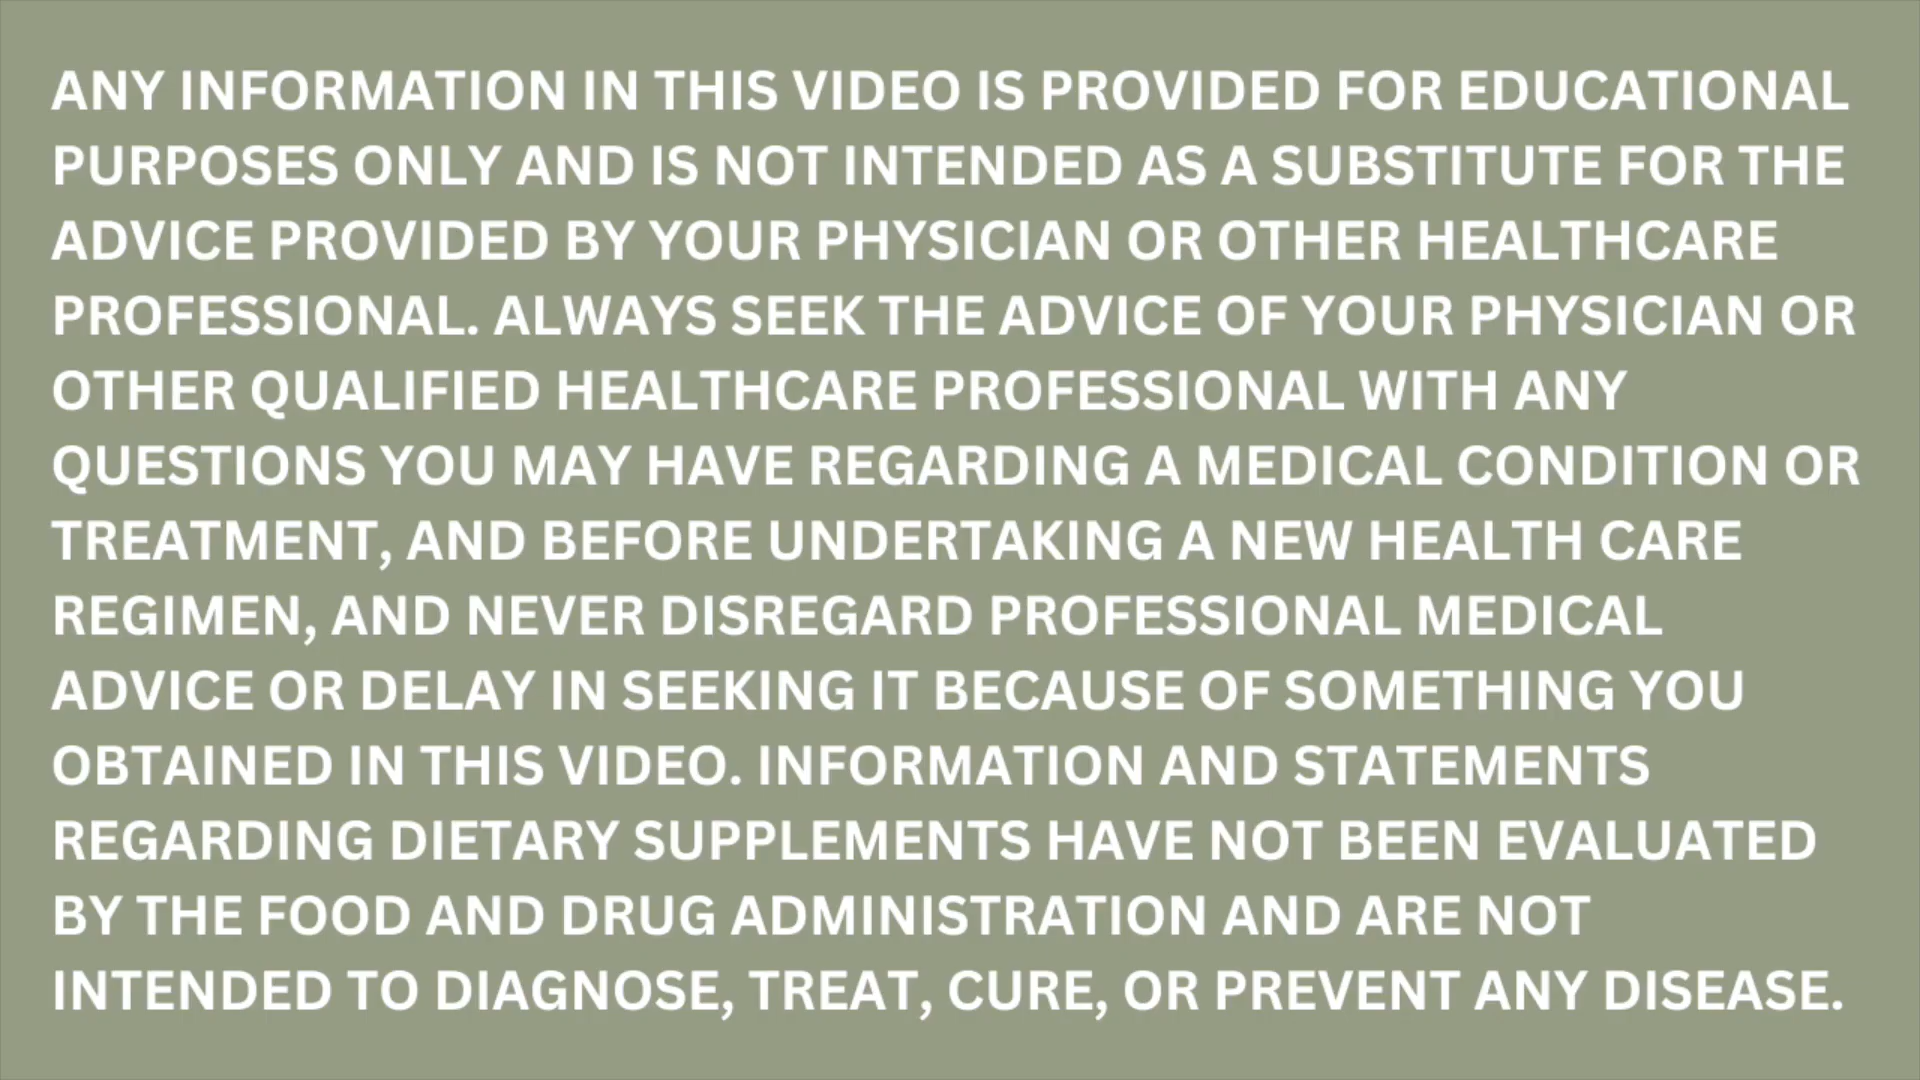 ANY INFORMATION IN THIS VIDEO IS PROVIDED FOR EDUCATIONAL
PURPOSES ONLY AND IS NOT INTENDED AS A SUBSTITUTE FOR THE
ADVICE PROVIDED BY YOUR PHYSICIAN OR OTHER HEALTHCARE
PROFESSIONAL. ALWAYS SEEK THE ADVICE OF YOUR PHYSICIAN OR
OTHER QUALIFIED HEALTHCARE PROFESSIONAL WITH ANY
QUESTIONS YOU MAY HAVE REGARDING A MEDICAL CONDITION OR
TREATMENT, AND BEFORE UNDERTAKING A NEW HEALTH CARE
REGIMEN, AND NEVER DISREGARD PROFESSIONAL MEDICAL
ADVICE OR DELAY IN SEEKING IT BECAUSE OF SOMETHING YOU
OBTAINED IN THIS VIDEO. INFORMATION AND STATEMENTS
REGARDING DIETARY SUPPLEMENTS HAVE NOT BEEN EVALUATED
BY THE FOOD AND DRUG ADMINISTRATION AND ARE NOT
INTENDED TO DIAGNOSE, TREAT, CURE, OR PREVENT ANY DISEASE.